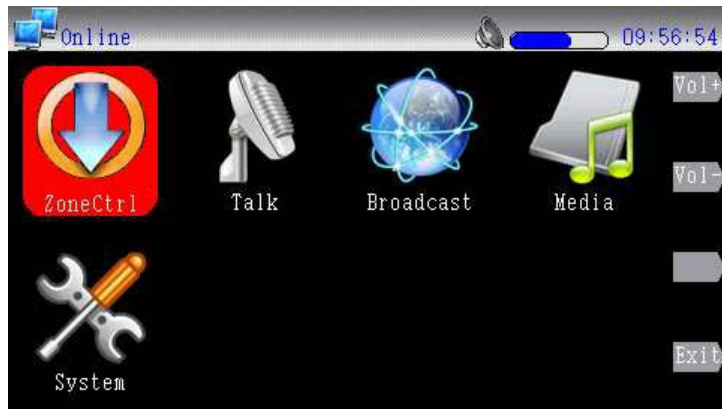 Online 09:56:54
Vol+
ZoneCtrl Talk Broadcast Media
Vol-
System
Exit